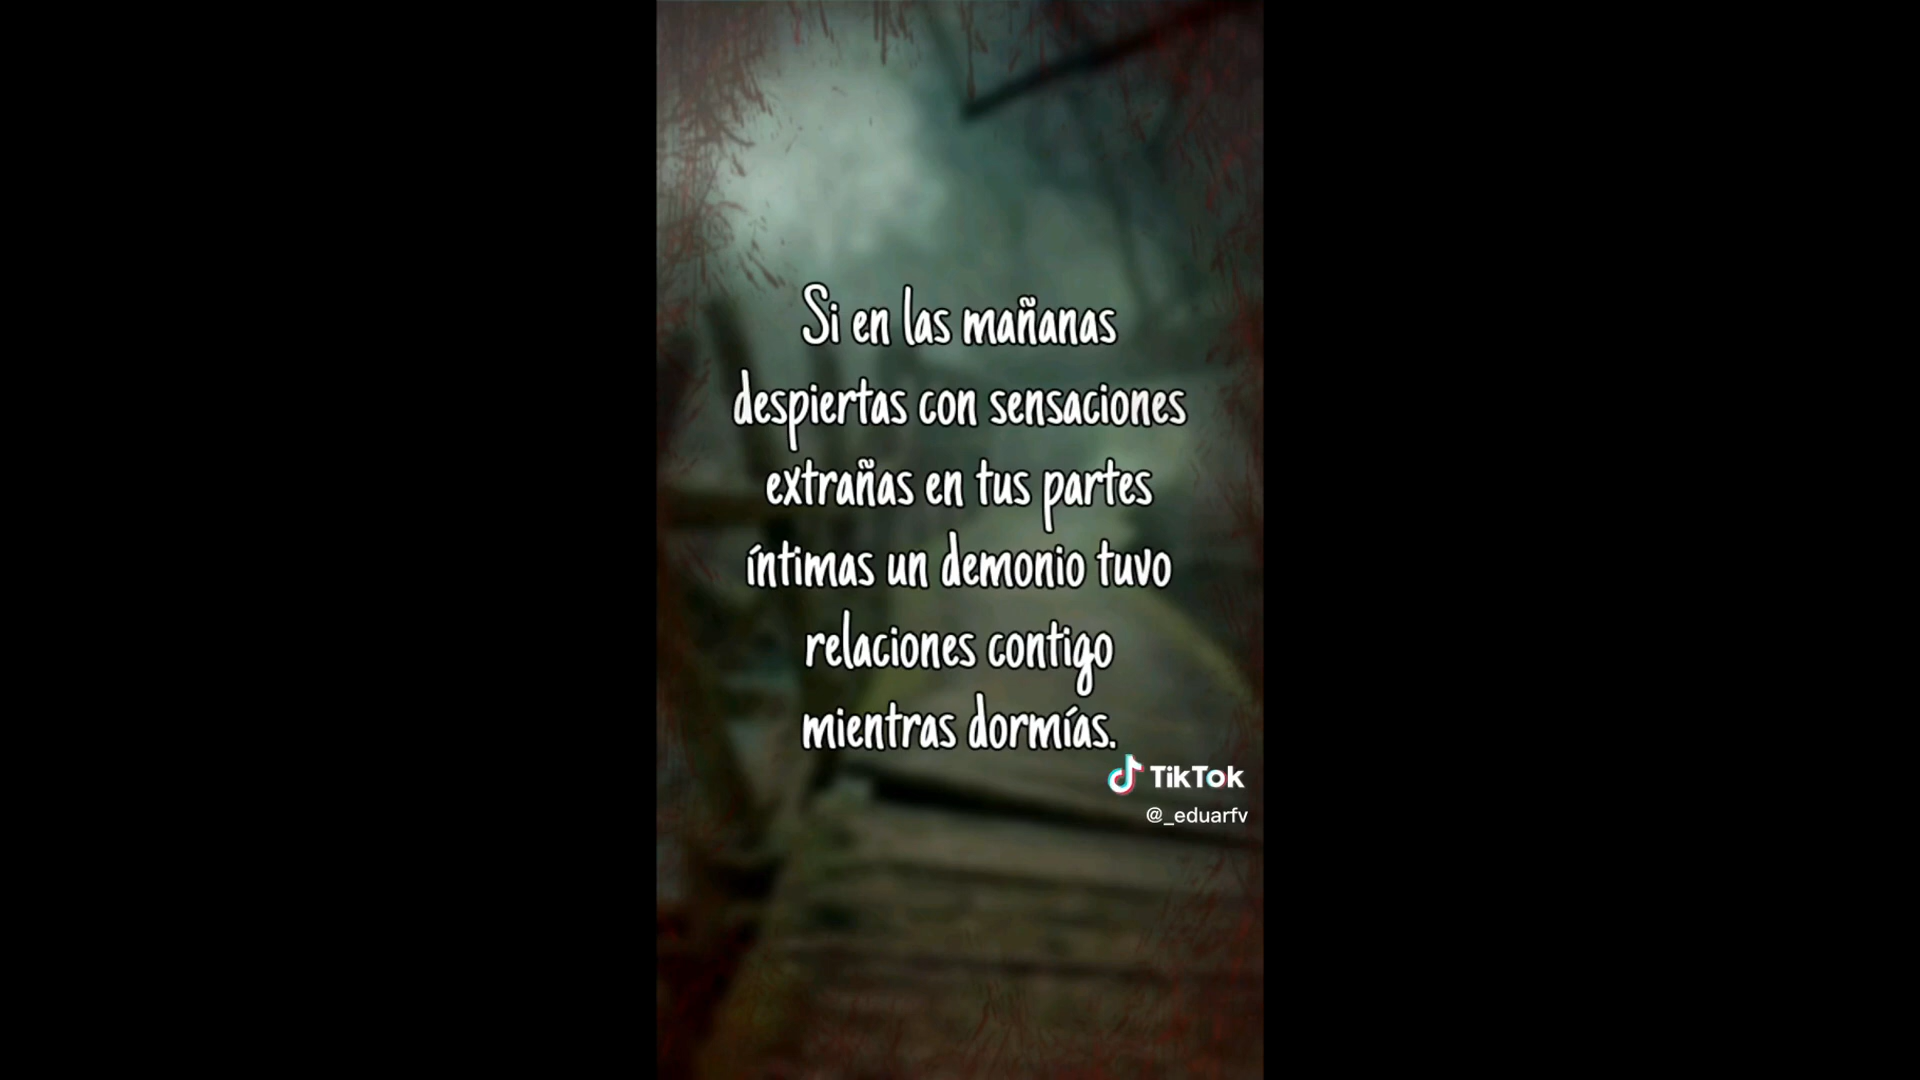 Si en las mañanas
despiertas con sensaciones
extrañas en tus partes
íntimas un demonio tuvo
relaciones contigo
mientras dormías.
TikTok
@_eduarfv